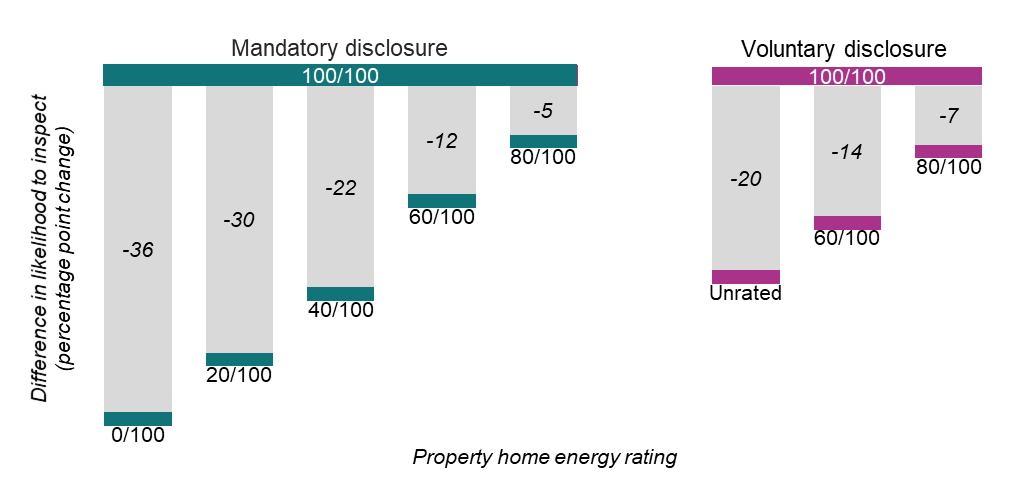 Mandatory disclosure
100/100
-36
-30
-22
-12
-5
0/100
20/100
40/100
60/100
80/100
Voluntary disclosure
100/100
-20
-14
-7
Unrated
60/100
80/100
Difference in likelihood to inspect
(percentage point change)
Property home energy rating